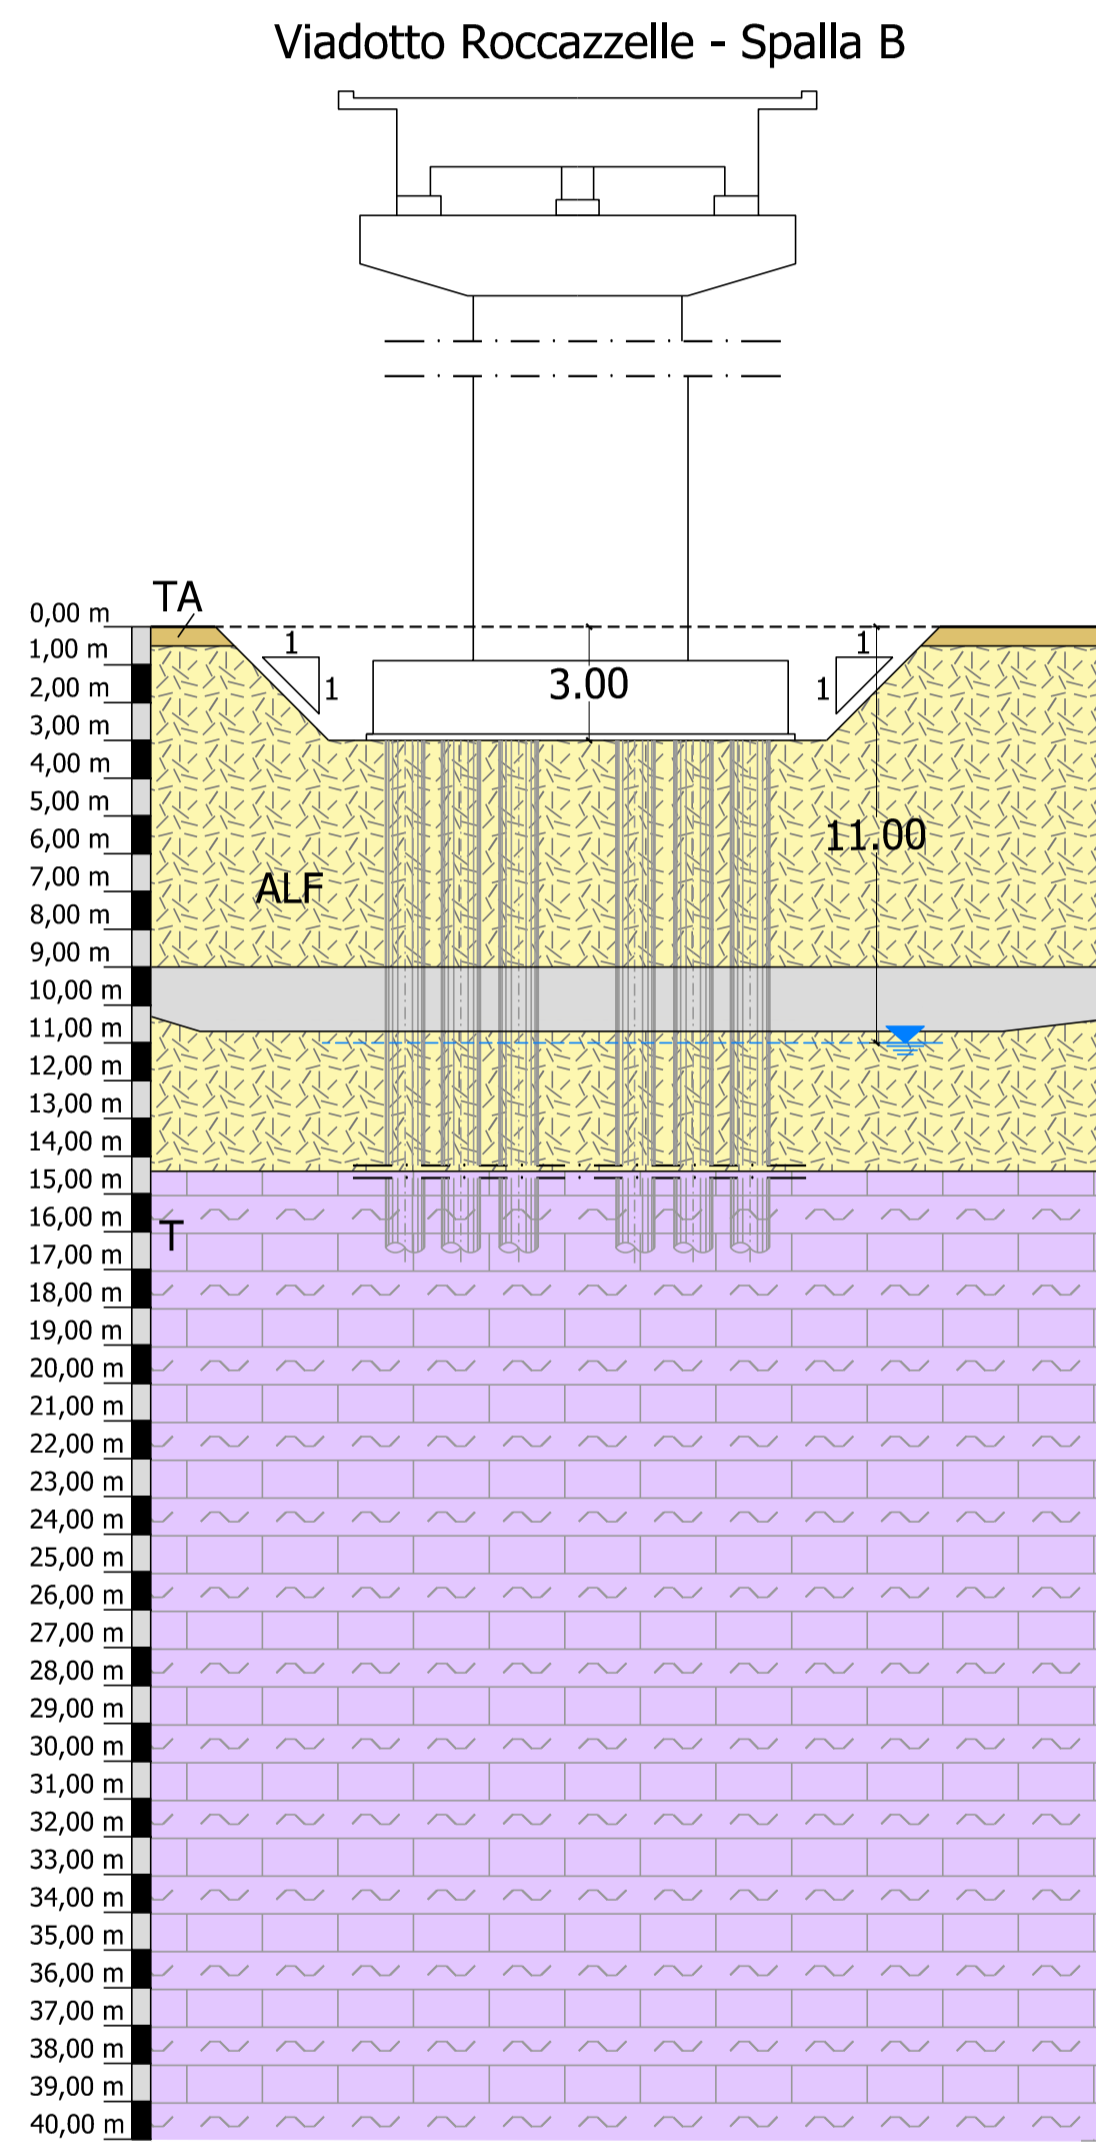 Viadotto Roccazzelle - Spalla B
TA
0,00 m
1,00 m
1
1
1
1
2,00 m
3.00
3,00 m
4,00 m
5,00 m
6,00 m
11.00
7,00 m
ALF
8,00 m
9,00 m
10,00 m
11,00 m
12,00 m
13,00 m
14,00 m
15,00 m
16,00 m
T
17,00 m
18,00 m
19,00 m
20,00 m
21,00 m
22,00 m
23,00 m
24,00 m
25,00 m
26,00 m
27,00 m
28,00 m
29,00 m
30,00 m
31,00 m
32,00 m
33,00 m
34,00 m
35,00 m
36,00 m
37,00 m
38,00 m
39,00 m
40,00 m